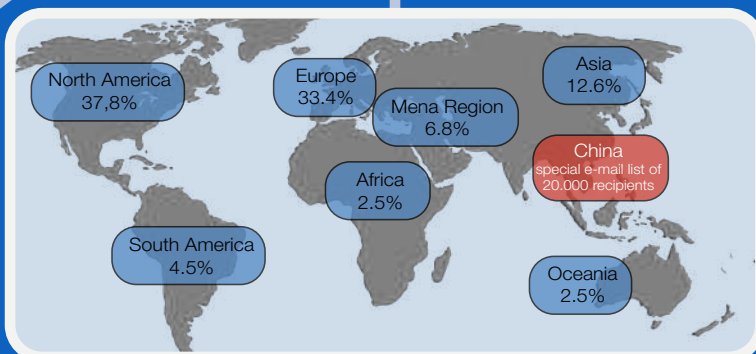 North America
37,8%
Europe
33.4%
Mena Region
6.8%
Asia
12.6%
China
special e-mail list of
20.000 recipients
Africa
2.5%
South America
4.5%
Oceania
2.5%